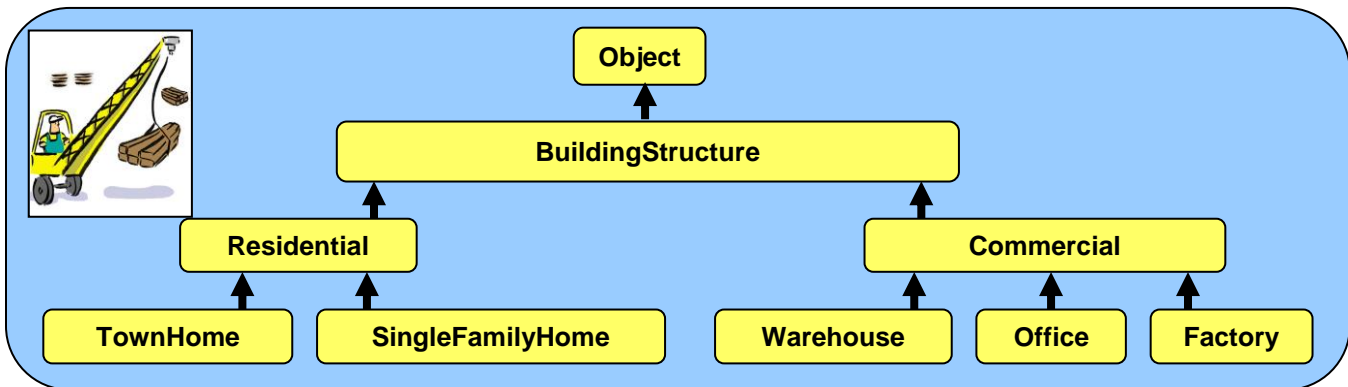 Object
BuildingStructure
Residential
Commercial
TownHome
SingleFamilyHome
Warehouse
Office
Factory